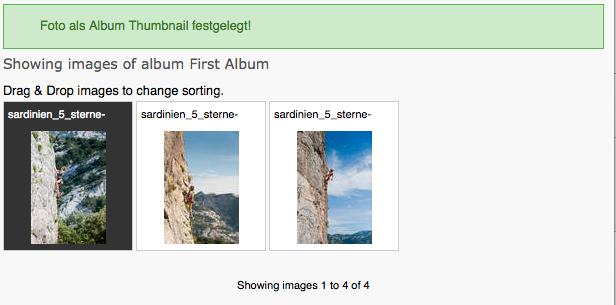 Foto als Album Thumbnail festgelegt!
Showing images of album First Album
Drag & Drop images to change sorting.
sardinien_5_sterne- sardinien_5_sterne- sardinien_5_sterne-
Showing images 1 to 4 of 4